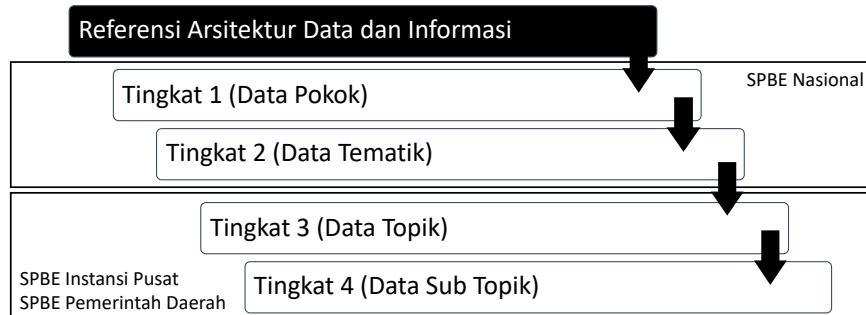 Referensi Arsitektur Data dan Informasi
SPBE Nasional
Tingkat 1 (Data Pokok)
Tingkat 2 (Data Tematik)
Tingkat 3 (Data Topik)
SPBE Instansi Pusat
SPBE Pemerintah Daerah
Tingkat 4 (Data Sub Topik)